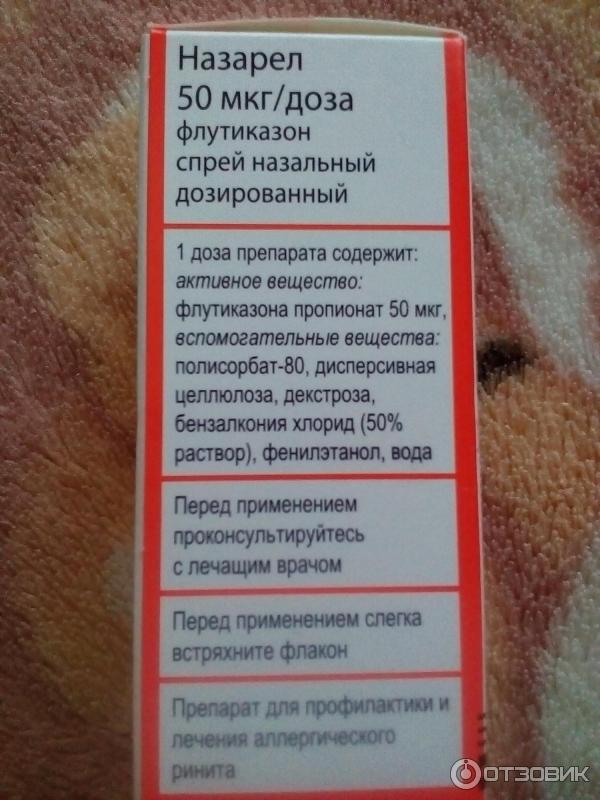 Назарел
50 мкг/доза
флутиказон
спрей назальный
дозированный
1 доза препарата содержит:
активное вещество:
флутиказона пропионат 50 мкг,
вспомогательные вещества:
полисорбат-80, дисперсивная
целлюлоза, декстроза,
бензалкония хлорид (50%
раствор), фенилэтанол, вода
Перед применением
проконсультируйтесь
с лечащим врачом
Перед применением слегка
встряхните флакон
Препарат для профилактики и
лечения аллергического
ринита
ОТЗОВИК